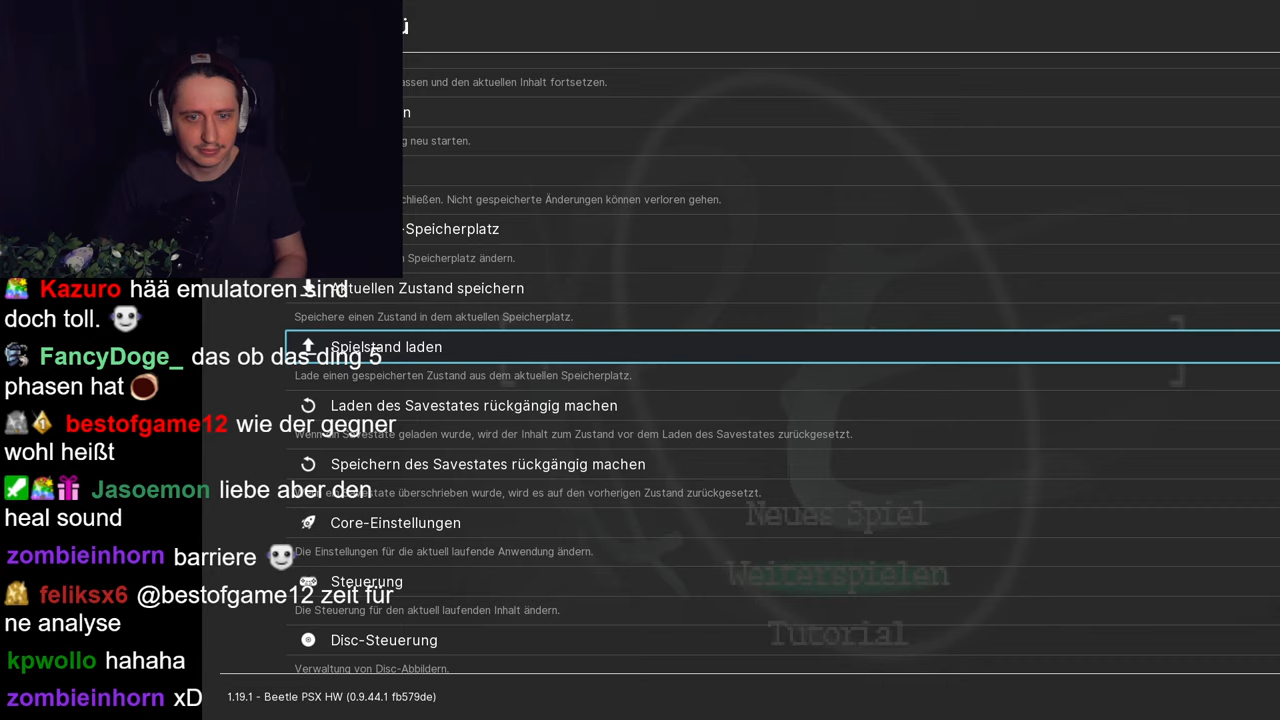 ü
assen und den aktuellen Inhalt fortsetzen.
n
g neu starten.
chließen. Nicht gespeicherte Änderungen können verloren gehen.
-Speicherplatz
Speicherplatz ändern.
Aktuellen Zustand speichern
Speichere einen Zustand in dem aktuellen Speicherplatz.
Spielstand laden
Lade einen gespeicherten Zustand aus dem aktuellen Speicherplatz.
Laden des Savestates rückgängig machen
Wenn ein Savestate geladen wurde, wird der Inhalt zum Zustand vor dem Laden des Savestates zurückgesetzt.
Speichern des Savestates rückgängig machen
Wenn ein Savestate überschrieben wurde, wird es auf den vorherigen Zustand zurückgesetzt.
Core-Einstellungen
Die Einstellungen für die aktuell laufende Anwendung ändern.
Steuerung
Die Steuerung für den aktuell laufenden Inhalt ändern.
Disc-Steuerung
Verwaltung von Disc-Abbildern.
1.19.1 - Beetle PSX HW (0.9.44.1 fb579de)
Neues Spiel
Weiterspielen
Tutorial
Kazuro hää emulatoren sind
doch toll.
FancyDoge_ das ob das ding 5
phasen hat
bestofgame12 wie der gegner
wohl heißt
Jasoemon liebe aber den
heal sound
zombieinhorn barriere
feliksx6 @bestofgame12 zeit für
ne analyse
kpwollo hahaha
zombieinhorn xD